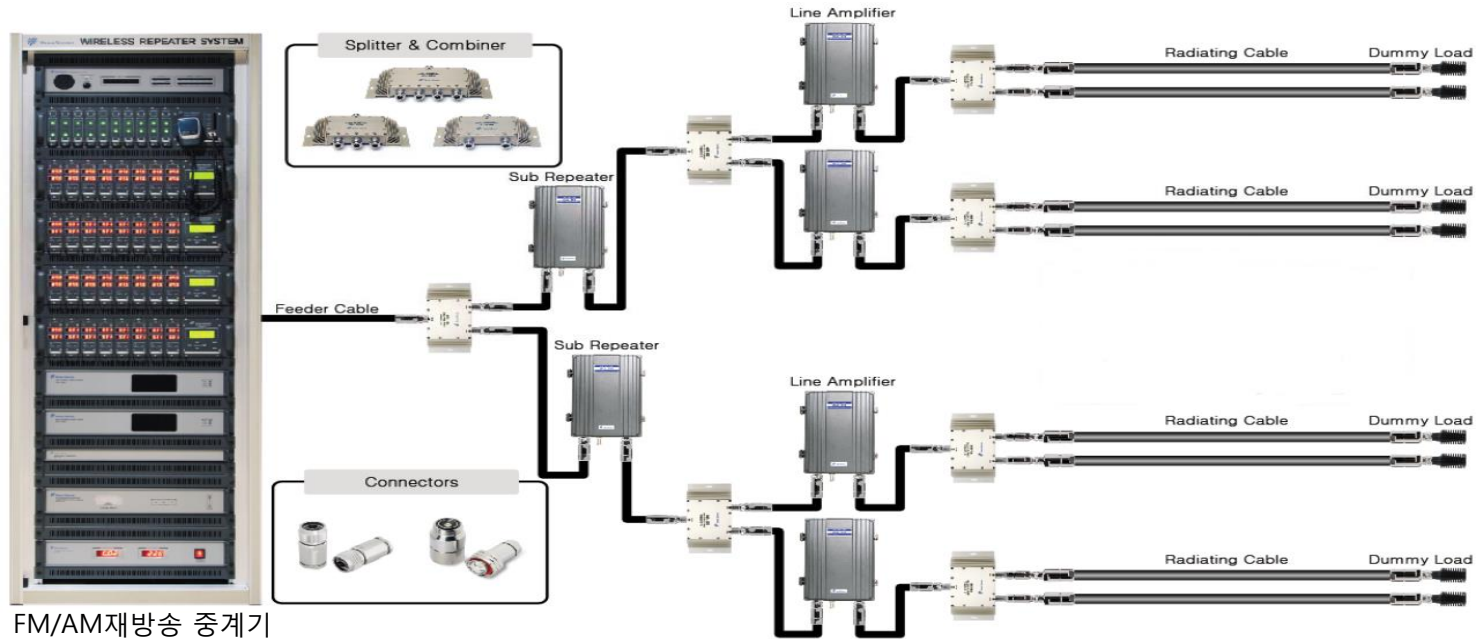 WIRELESS REPEATER SYSTEM
Splitter & Combiner
Line Amplifier
Radiating Cable
Dummy Load
Sub Repeater
Radiating Cable
Dummy Load
Feeder Cable
Sub Repeater
Line Amplifier
Radiating Cable
Dummy Load
Connectors
Radiating Cable
Dummy Load
FM/AM재방송 중계기